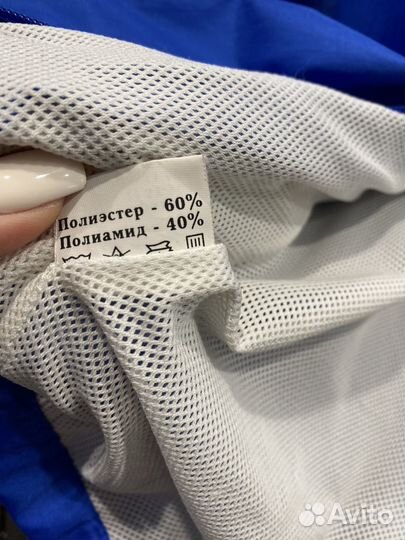 Полиэстер - 60%
Полиамид - 40%
Avito